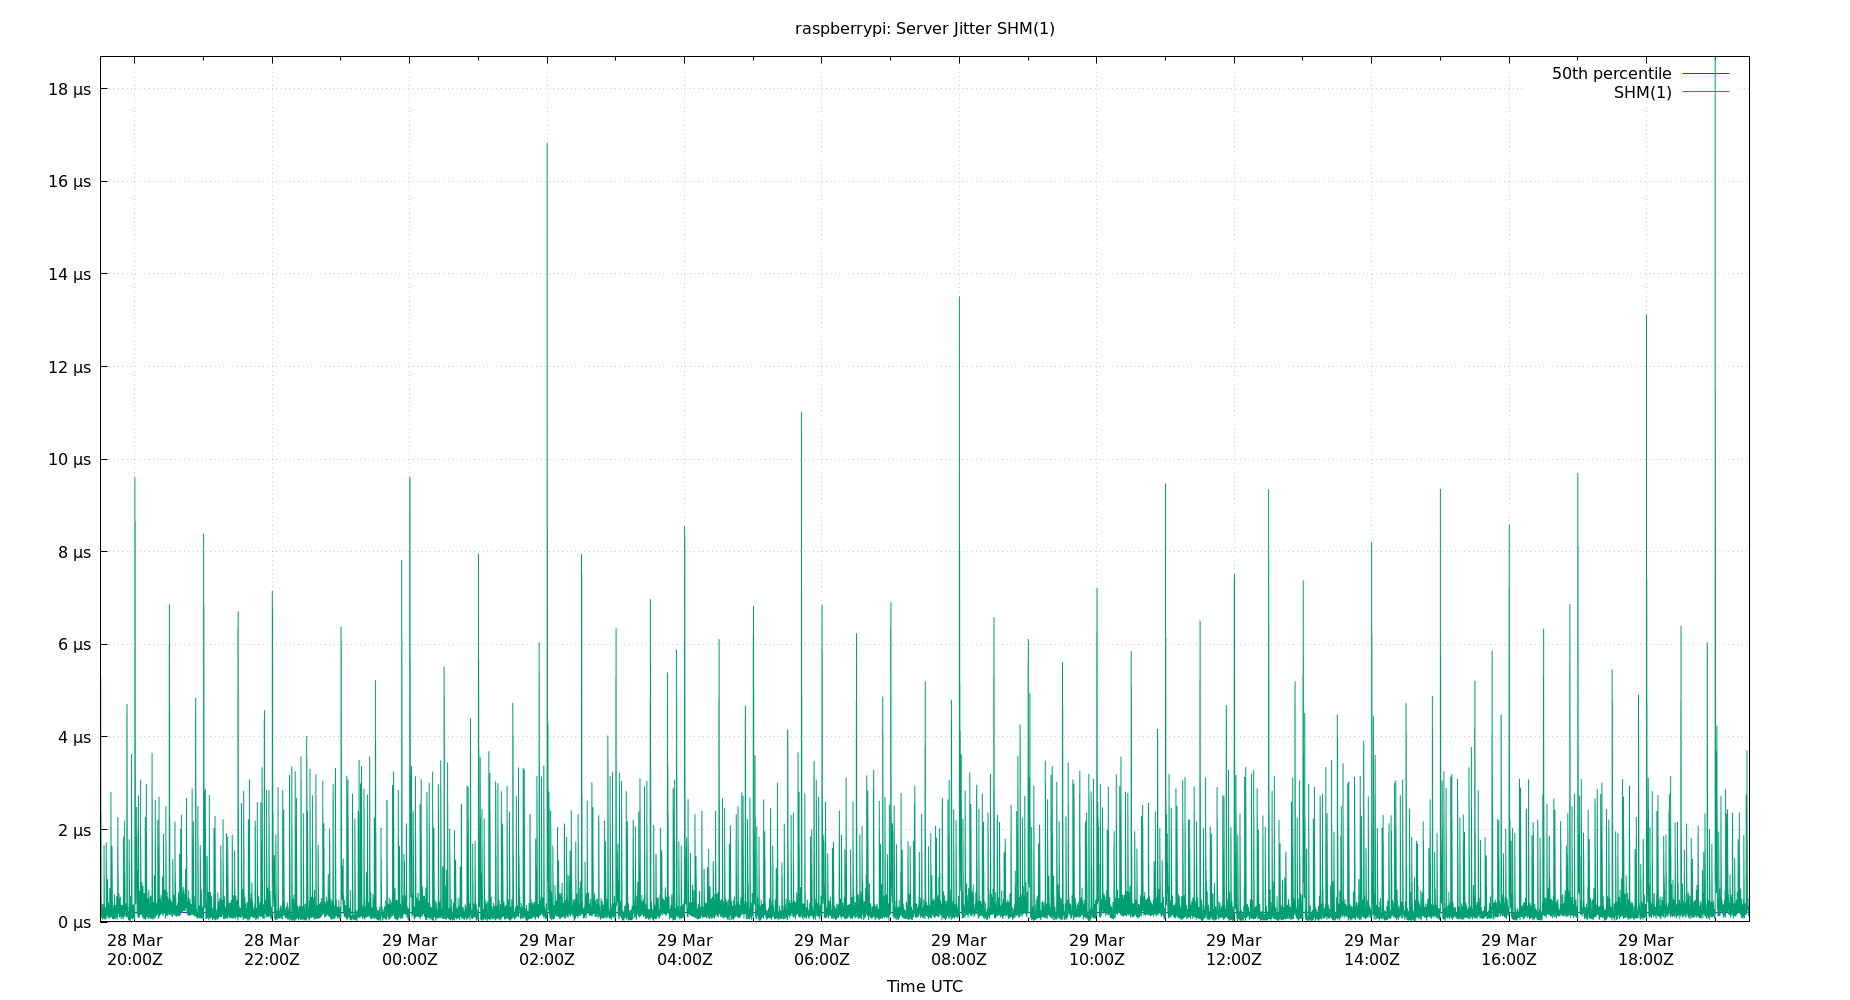 raspberrypi: Server Jitter SHM(1)
50th percentile
SHM(1)
18 µs
16 µs
14 µs
12 µs
10 µs
8 µs
6 µs
4 µs
2 µs
0 µs
28 Mar 28 Mar 29 Mar 29 Mar 29 Mar 29 Mar 29 Mar 29 Mar 29 Mar 29 Mar 29 Mar 29 Mar
20:00Z 22:00Z 00:00Z 02:00Z 04:00Z 06:00Z 08:00Z 10:00Z 12:00Z 14:00Z 16:00Z 18:00Z
Time UTC